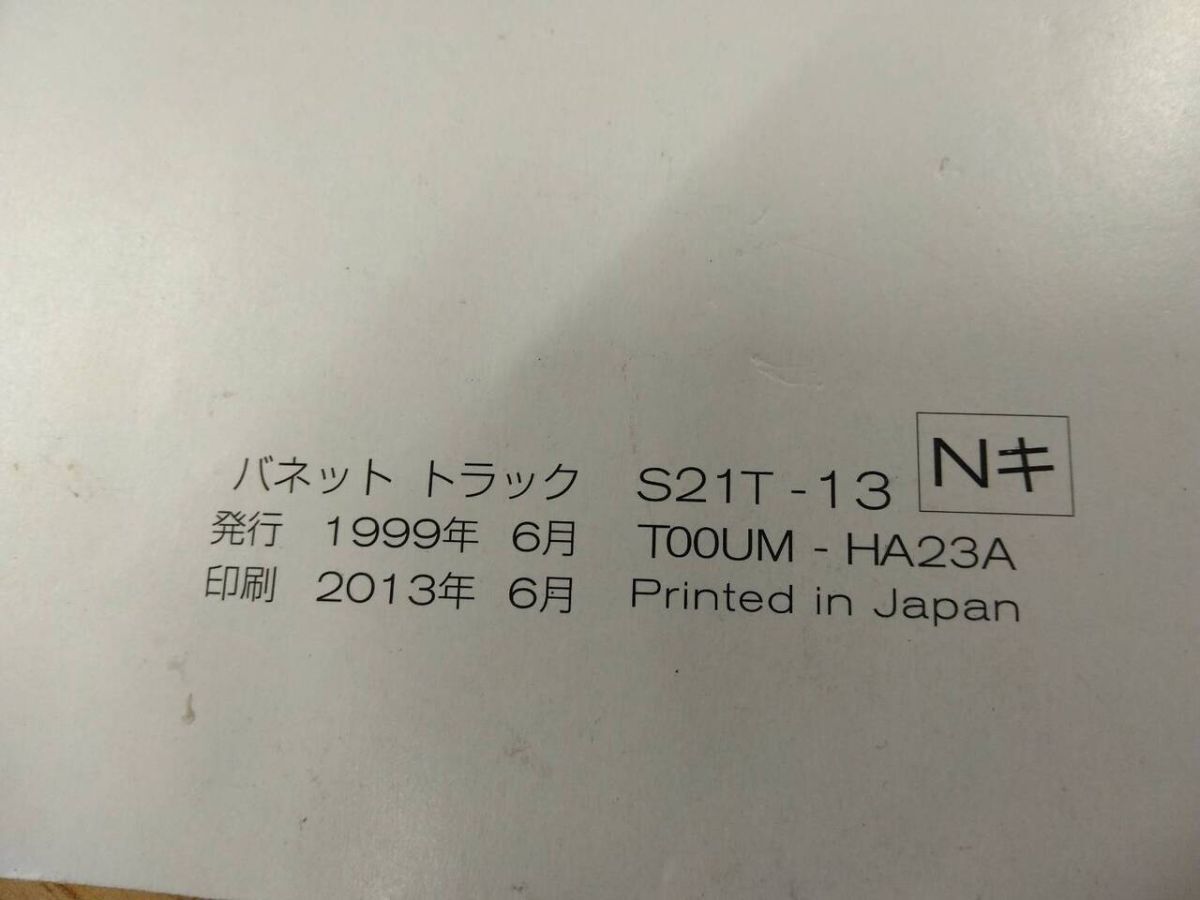 バネット トラック S21T-13 Nキ
発行 1999年 6月 T00UM-HA23A
印刷 2013年 6月 Printed in Japan